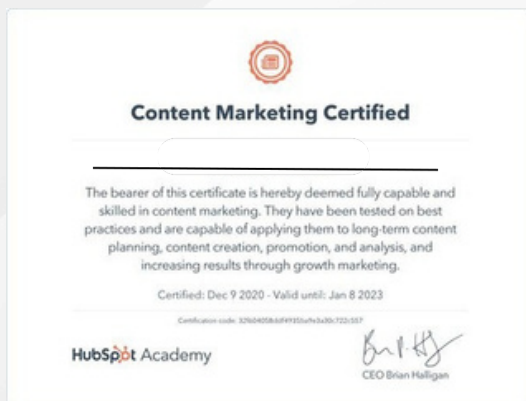 Content Marketing Certified
The bearer of this certificate is hereby deemed fully capable and
skilled in content marketing. They have been tested on best
practices and are capable of applying them to long-term content
planning, content creation, promotion, and analysis, and
increasing results through growth marketing.
Certified: Dec 9 2020 - Valid until: Jan 8 2023
Certification code:
HubSpot Academy
CEO Brian Halligan